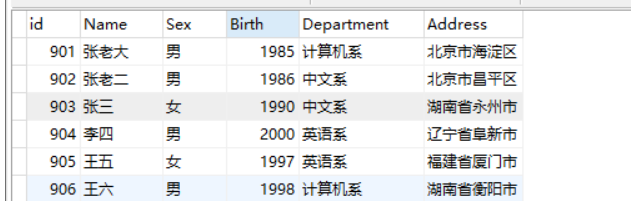 id Name Sex Birth Department Address
901 张老大 男 1985 计算机系 北京市海淀区
902 张老二 男 1986 中文系 北京市昌平区
903 张三 女 1990 中文系 湖南省永州市
904 李四 男 2000 英语系 辽宁省阜新市
905 王五 女 1997 英语系 福建省厦门市
906 王六 男 1998 计算机系 湖南省衡阳市